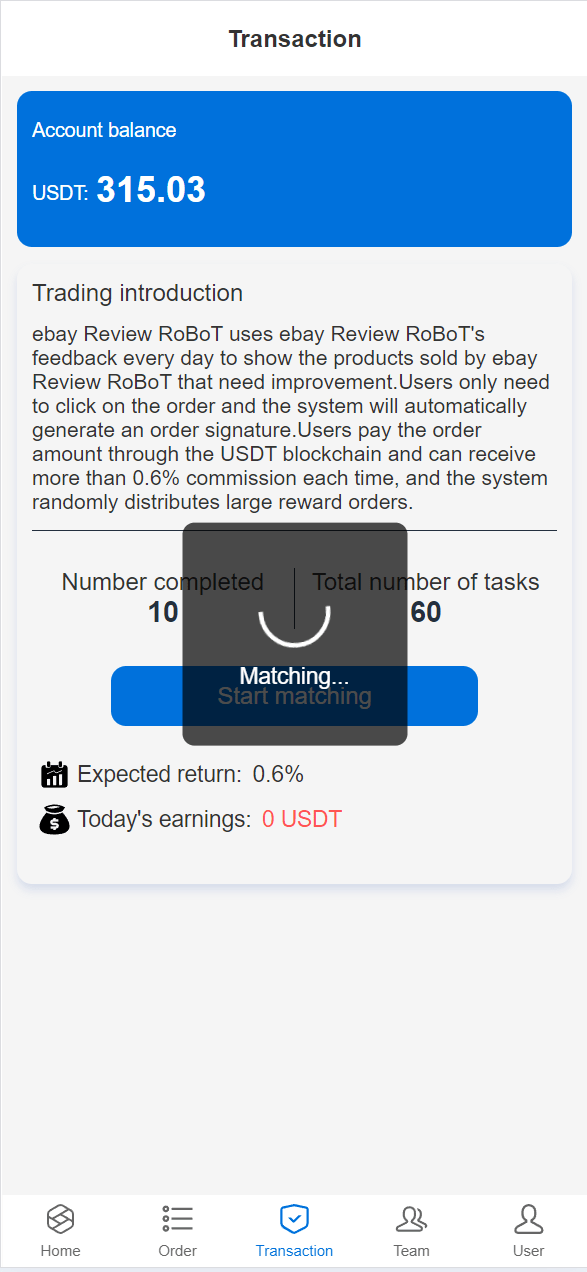 Transaction
Account balance
USDT: 315.03
Trading introduction
ebay Review RoBoT uses ebay Review RoBoT's
feedback every day to show the products sold by ebay
Review RoBoT that need improvement.Users only need
to click on the order and the system will automatically
generate an order signature.Users pay the order
amount through the USDT blockchain and can receive
more than 0.6% commission each time, and the system
randomly distributes large reward orders.
Number completed
10
Total number of tasks
60
Matching...
Start matching
Expected return: 0.6%
Today's earnings: 0 USDT
Home
Order
Transaction
Team
User